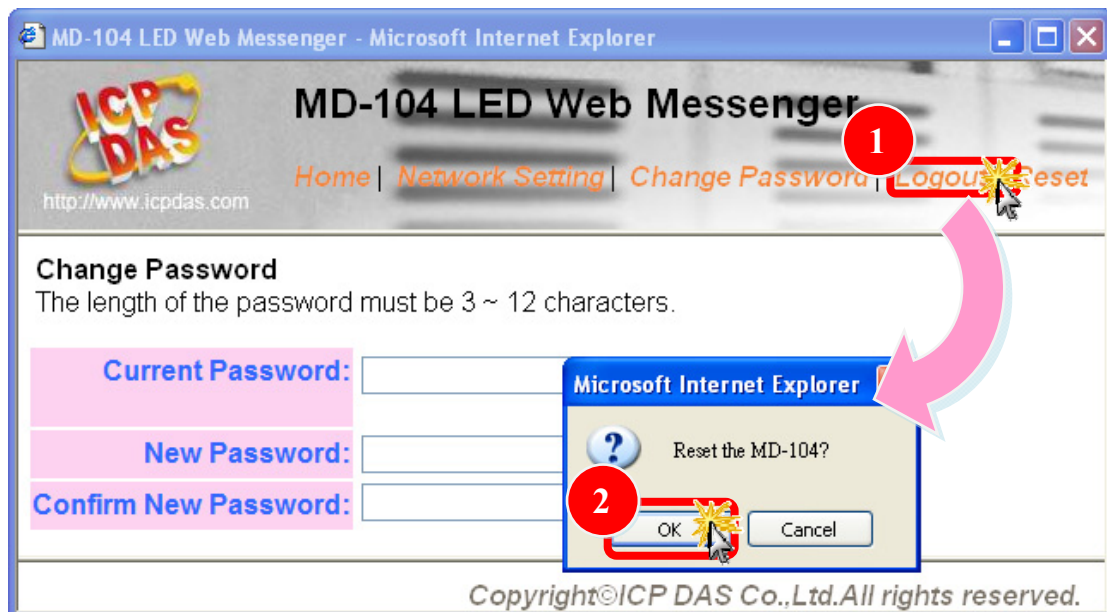 MD-104 LED Web Messenger - Microsoft Internet Explorer
ICP DAS
http://www.icpdas.com
MD-104 LED Web Messenger
Home | Network Setting | Change Password | Logout Reset
1
Change Password
The length of the password must be 3 ~ 12 characters.
Current Password:
New Password:
Confirm New Password:
Microsoft Internet Explorer
Reset the MD-104?
2
OK
Cancel
Copyright©ICP DAS Co.,Ltd.All rights reserved.